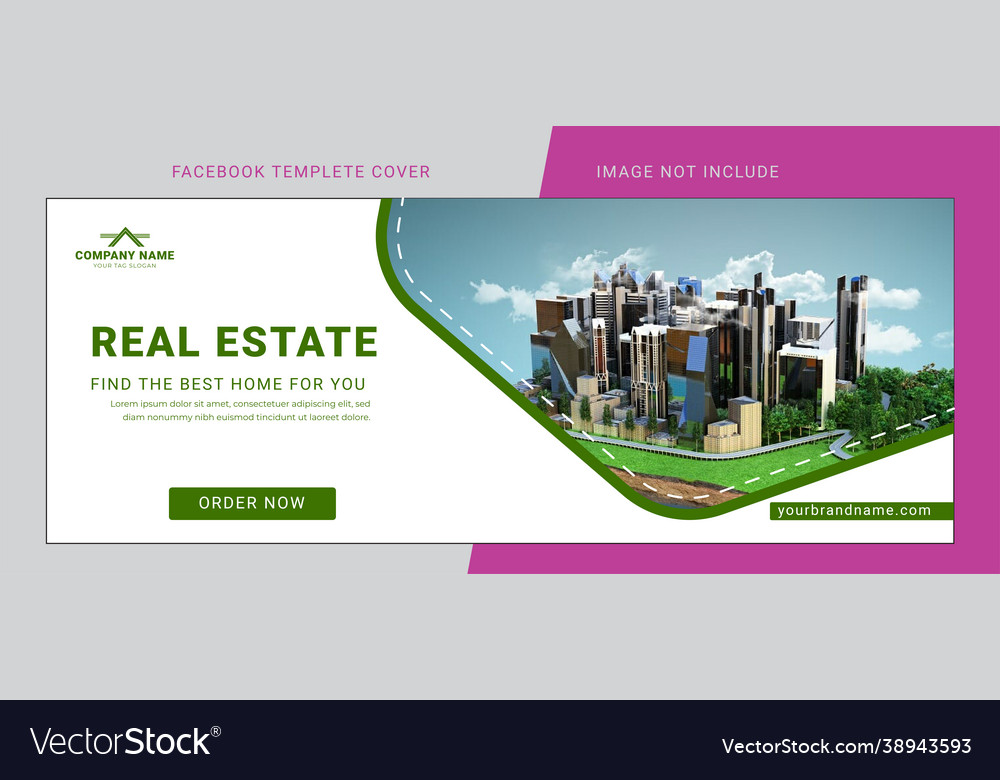 FACEBOOK TEMPLETE COVER
IMAGE NOT INCLUDE
COMPANY NAME
YOUR TAG SLOGAN
REAL ESTATE
FIND THE BEST HOME FOR YOU
Lorem ipsum dolor sit amet, consectetuer adipiscing elit, sed
diam nonummy nibh euismod tincidunt ut laoreet dolore.
ORDER NOW
yourbrandname.com
VectorStock®
VectorStock.com/38943593